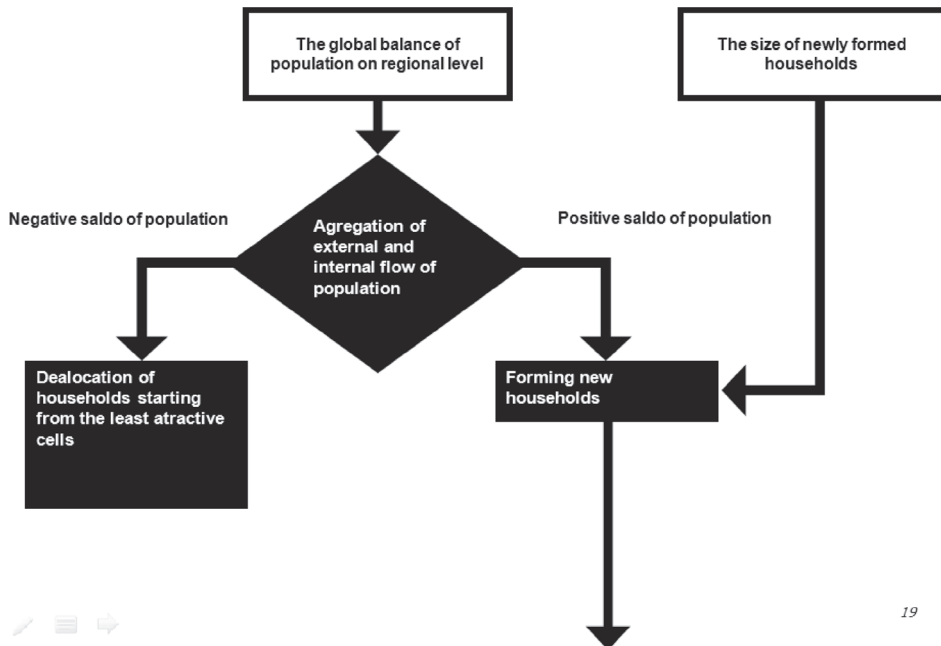 The global balance of
population on regional level
The size of newly formed
households
Negative saldo of population
Agregation of
external and
internal flow of
population
Positive saldo of population
Dealocation of
households starting
from the least atractive
cells
Forming new
households
19